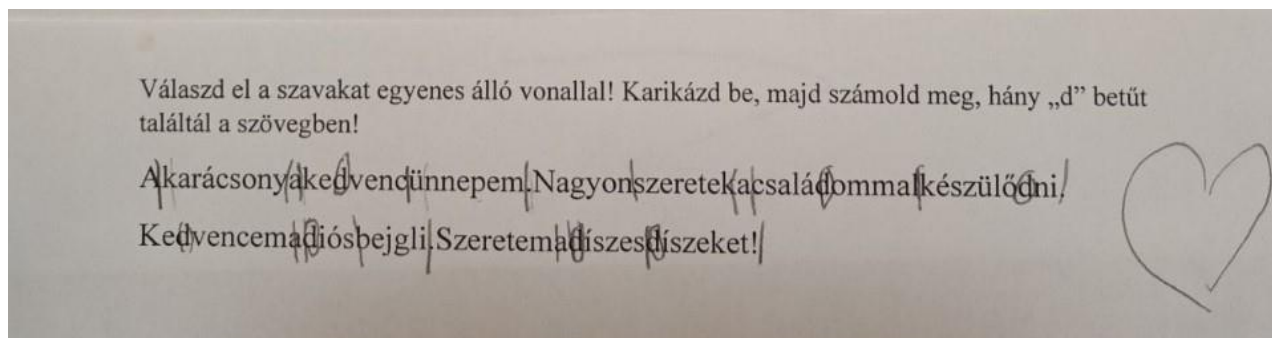 Válaszd el a szavakat egyenes álló vonallal! Karikázd be, majd számold meg, hány „d” betűt
találtál a szövegben!
Akarácsonyakedvencünnepem.Nagyonszeretekacsaládommalkészülődni.
Kedvencemadiósbejgli.Szeretemadíszesdíszeket!